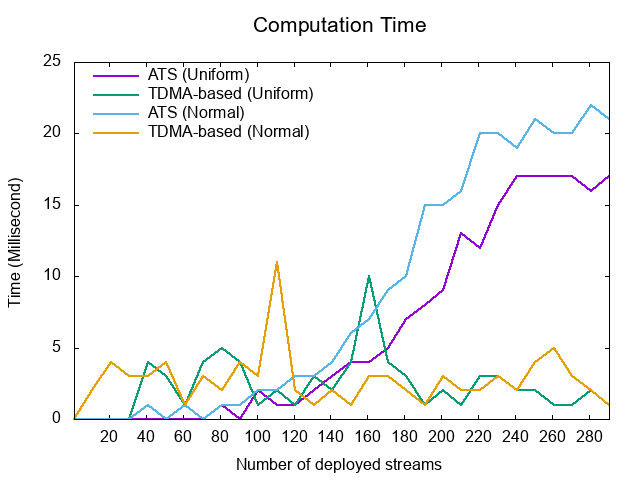 Computation Time
25
20
15
10
5
0
Time (Millisecond)
ATS (Uniform)
TDMA-based (Uniform)
ATS (Normal)
TDMA-based (Normal)
20 40 60 80 100 120 140 160 180 200 220 240 260 280
Number of deployed streams